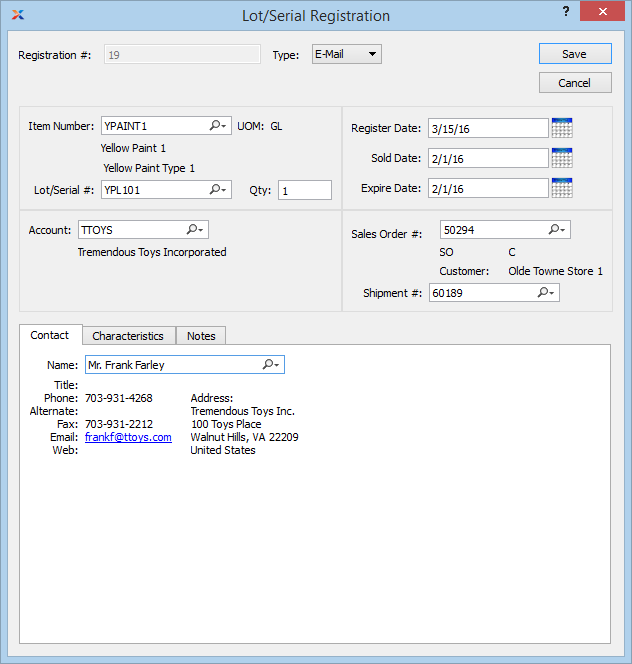 Lot/Serial Registration
?
Registration #: 19 Type: E-Mail Save
Cancel
Item Number: YPAINT1 UOM: GL
Yellow Paint 1
Yellow Paint Type 1
Lot/Serial #: YPL101 Qty: 1
Register Date: 3/15/16
Sold Date: 2/1/16
Expire Date: 2/1/16
Account: TTOYS
Tremendous Toys Incorporated
Sales Order #: 50294
SO C
Customer: Olde Towne Store 1
Shipment #: 60189
Contact Characteristics Notes
Name: Mr. Frank Farley
Title:
Phone: 703-931-4268 Address:
Alternate: Tremendous Toys Inc.
Fax: 703-931-2212 100 Toys Place
Email: frankf@ttoys.com Walnut Hills, VA 22209
Web: United States